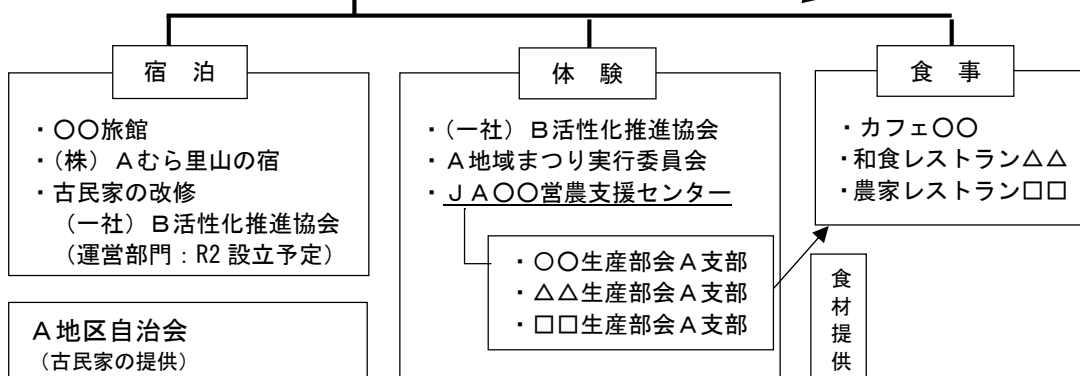 宿　泊
・〇〇旅館
・（株）Ａむら里山の宿
・古民家の改修
（一社）Ｂ活性化推進協会
（運営部門：R2 設立予定）
Ａ地区自治会
（古民家の提供）
体　験
・（一社）Ｂ活性化推進協会
・Ａ地域まつり実行委員会
・ＪＡ〇〇営農支援センター
・〇〇生産部会Ａ支部
・△△生産部会Ａ支部
・□□生産部会Ａ支部
食　事
・カフェ〇〇
・和食レストラン△△
・農家レストラン□□
食材提供